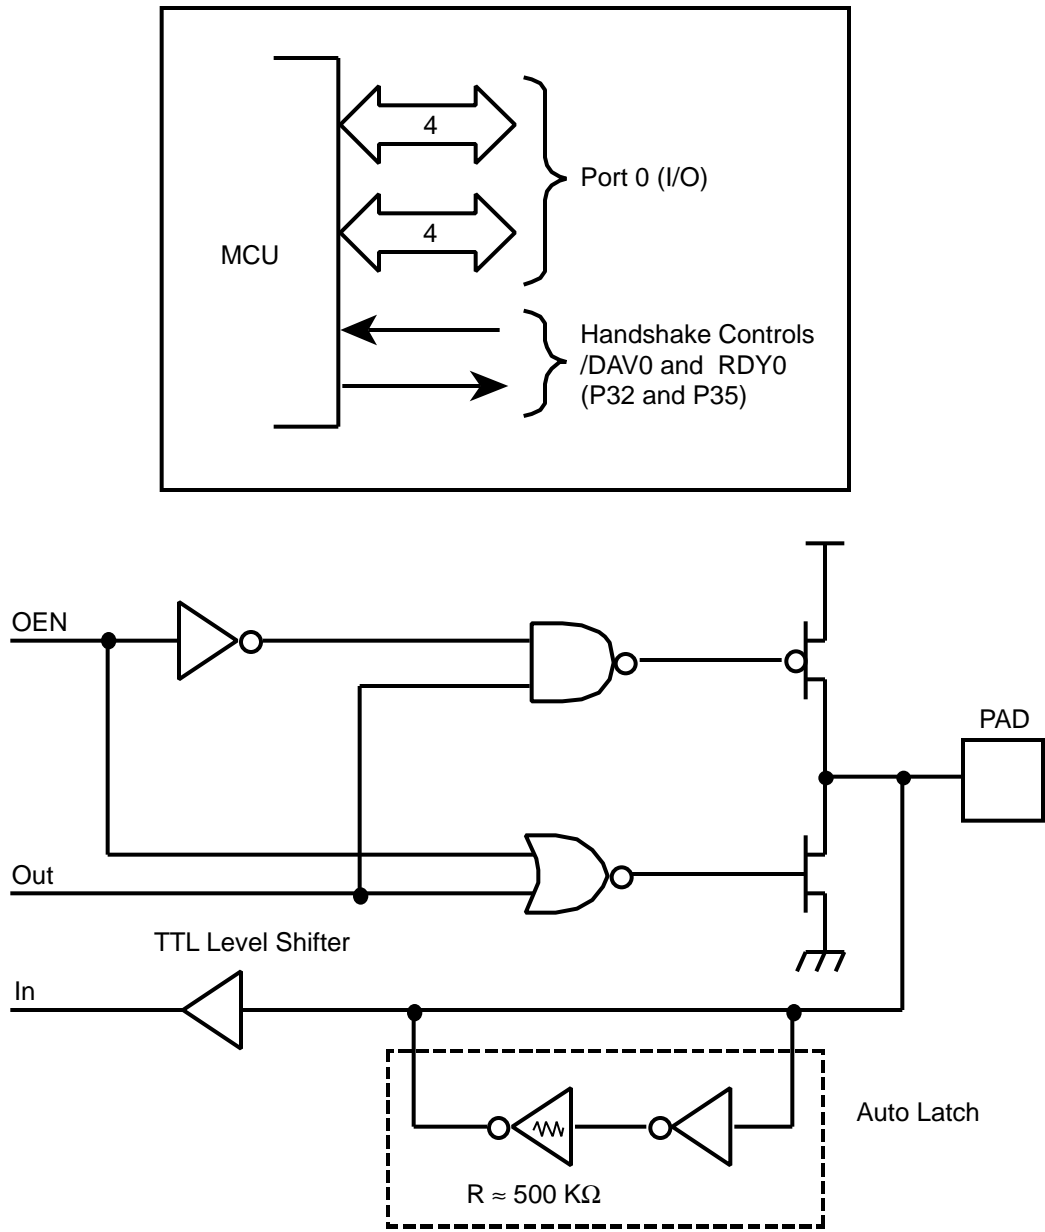 4
Port 0 (I/O)
4
MCU
Handshake Controls
/DAV0 and RDY0
(P32 and P35)
OEN
PAD
Out
TTL Level Shifter
In
Auto Latch
R ≈ 500 KΩ